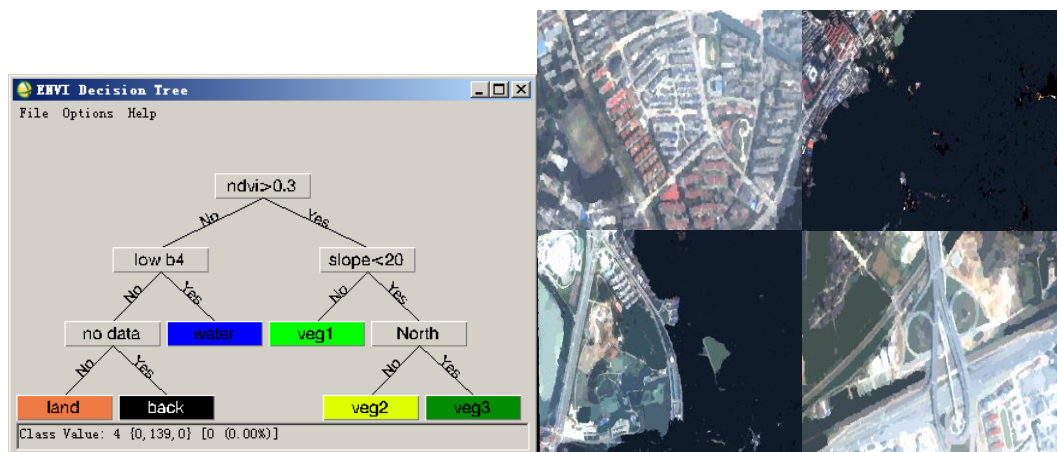 ENVI Decision Tree
File Options Help
ndvi>0.3
No Yes
low b4 slope<20
No Yes No Yes
no data water veg1 North
No Yes No Yes
land back veg2 veg3
Class Value: 4 {0,139,0} [0 (0.00%)]